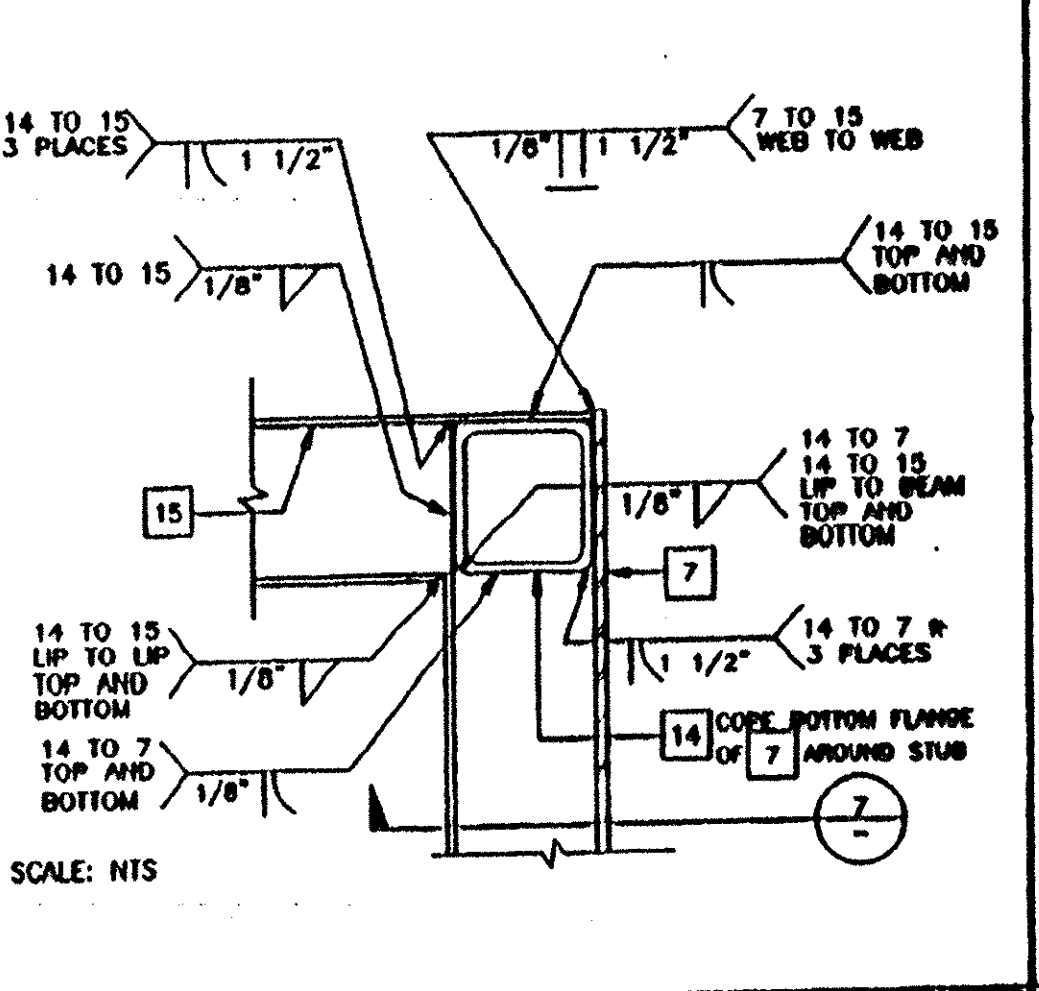 14 TO 15
3 PLACES
1 1/2"
1/8" 1 1/2"
7 TO 15
WEB TO WEB
14 TO 15
1/8"
14 TO 15
TOP AND
BOTTOM
15
1/8"
14 TO 7
14 TO 15
LIP TO BEAM
TOP AND
BOTTOM
7
14 TO 15
LIP TO LIP
TOP AND
BOTTOM
1/8"
1 1/2"
14 TO 7
3 PLACES
14 TO 7
TOP AND
BOTTOM
1/8"
14 COPE BOTTOM FLANGE
OF 7 AROUND STUB
7
-
SCALE: NTS